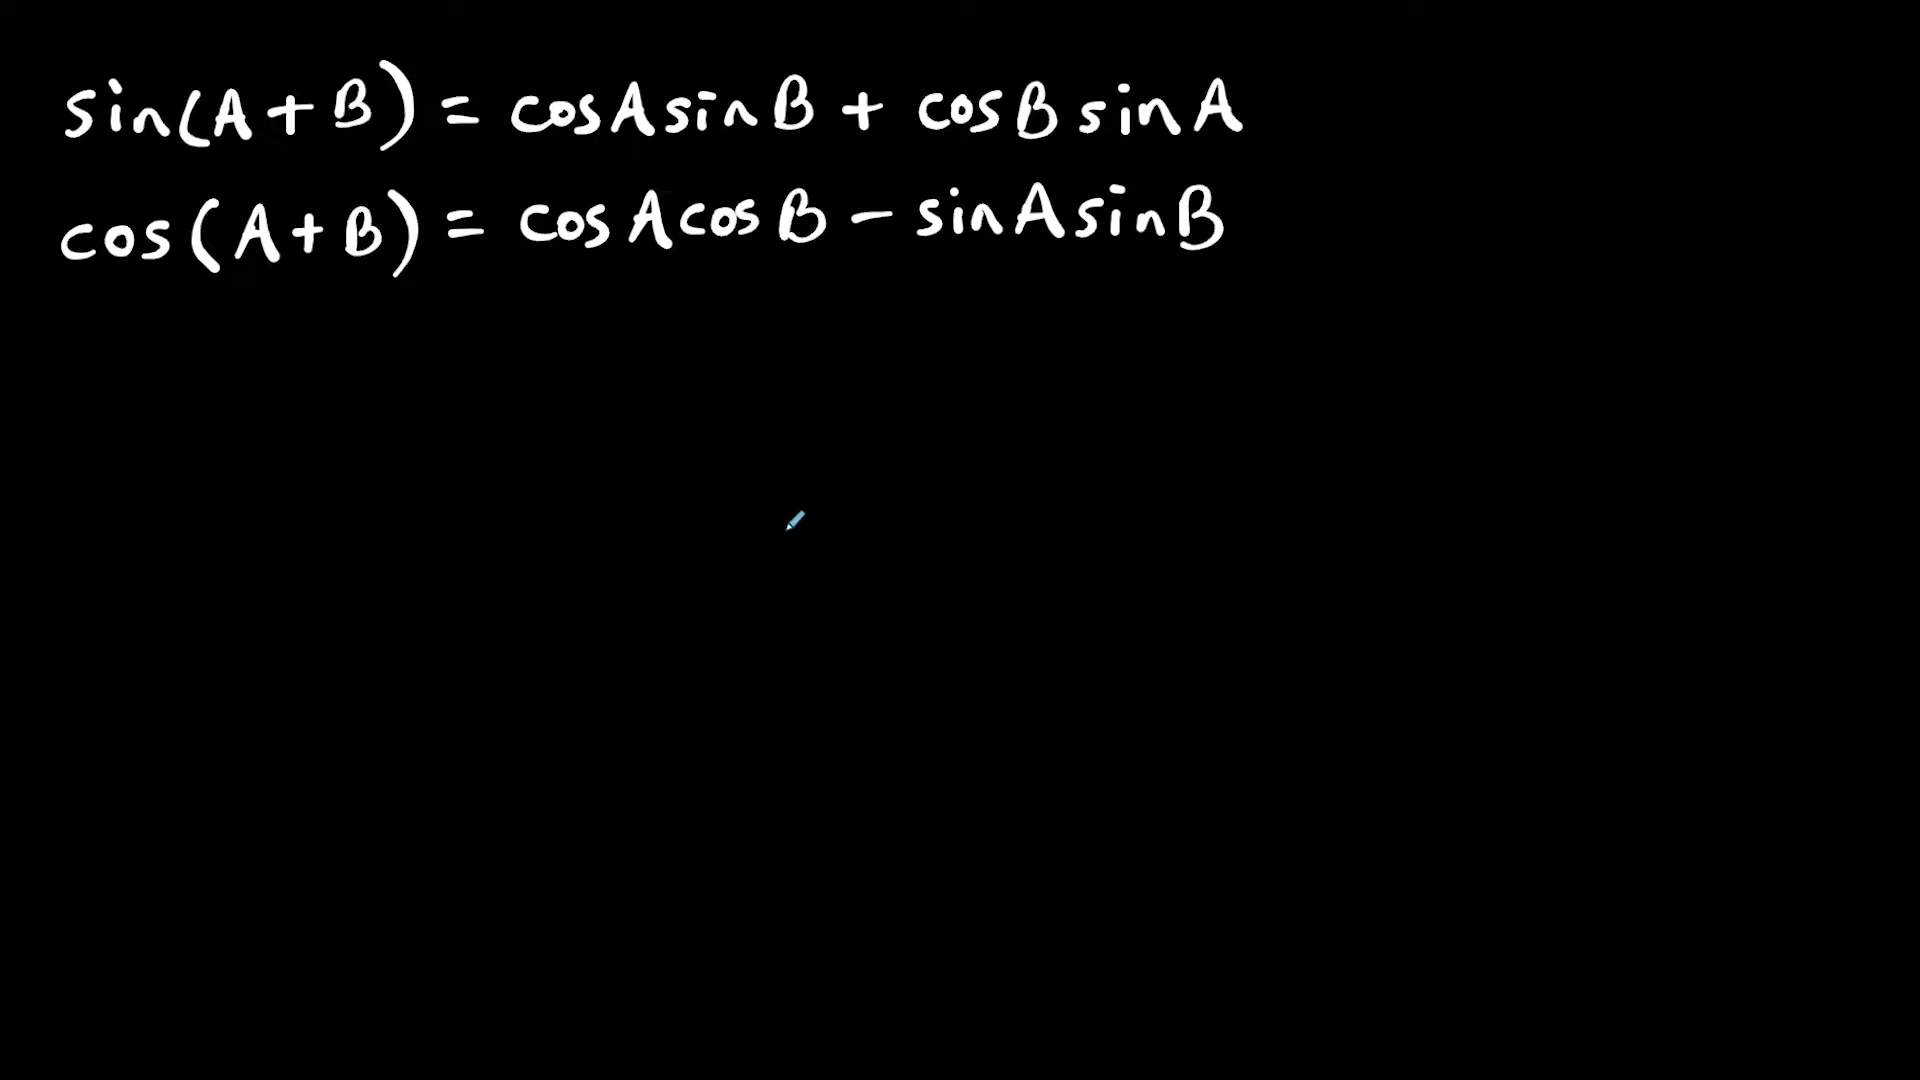 sin(A+B) = cosA sinB + cosB sinA
cos(A+B) = cosA cosB - sinA sinB